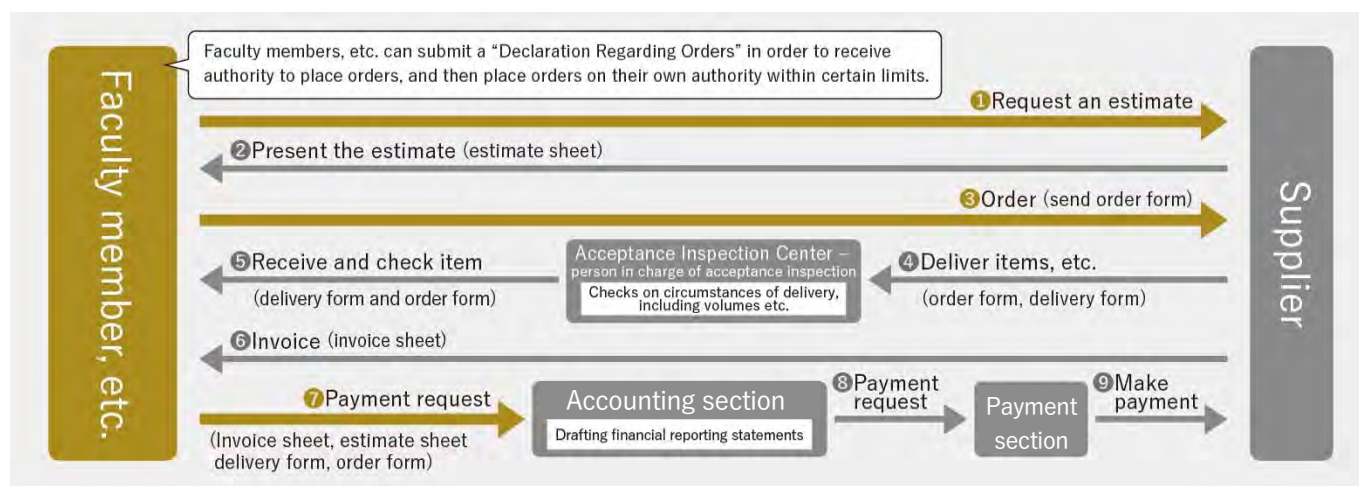 Faculty member, etc.
Faculty members, etc. can submit a “Declaration Regarding Orders” in order to receive
authority to place orders, and then place orders on their own authority within certain limits.
Supplier
❶Request an estimate
❷Present the estimate (estimate sheet)
❸Order (send order form)
❹Deliver items, etc.
(order form, delivery form)
Acceptance Inspection Center –
person in charge of acceptance inspection
Checks on circumstances of delivery,
including volumes etc.
❺Receive and check item
(delivery form and order form)
❻Invoice (invoice sheet)
❼Payment request
(Invoice sheet, estimate sheet
delivery form, order form)
Accounting section
Drafting financial reporting statements
❽Payment
request
Payment
section
❾Make
payment